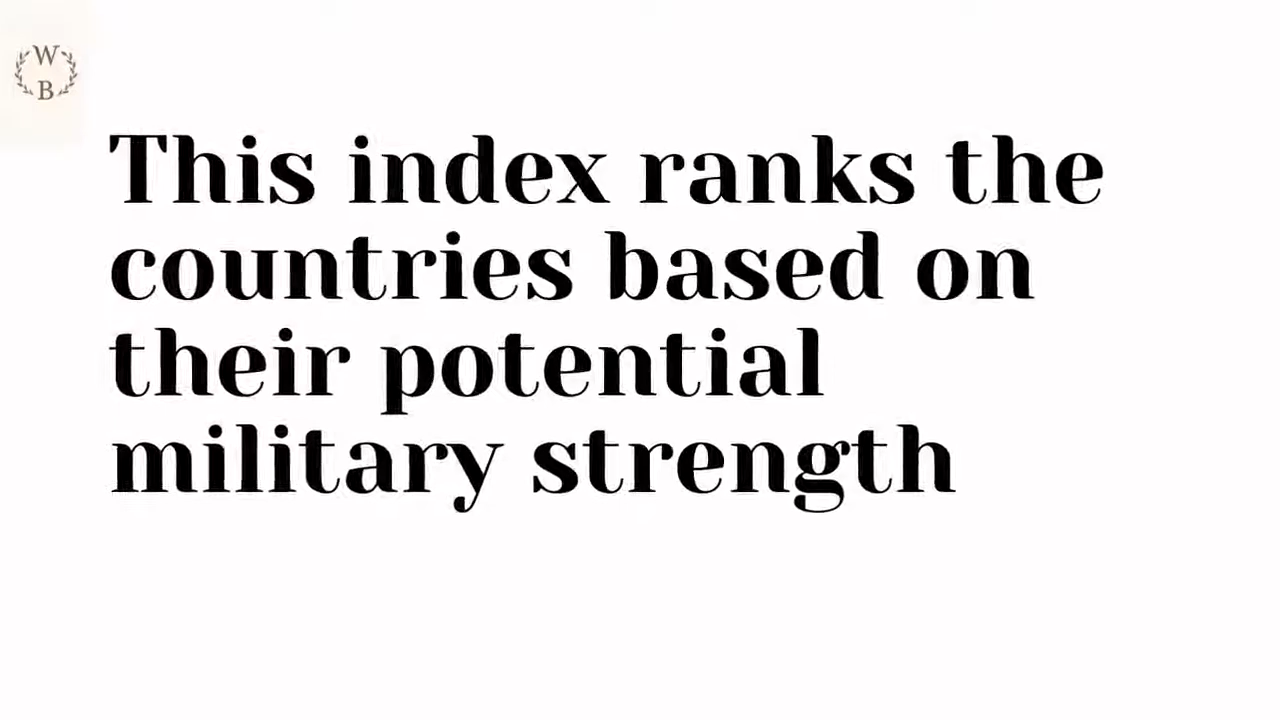 W
B
This index ranks the
countries based on
their potential
military strength